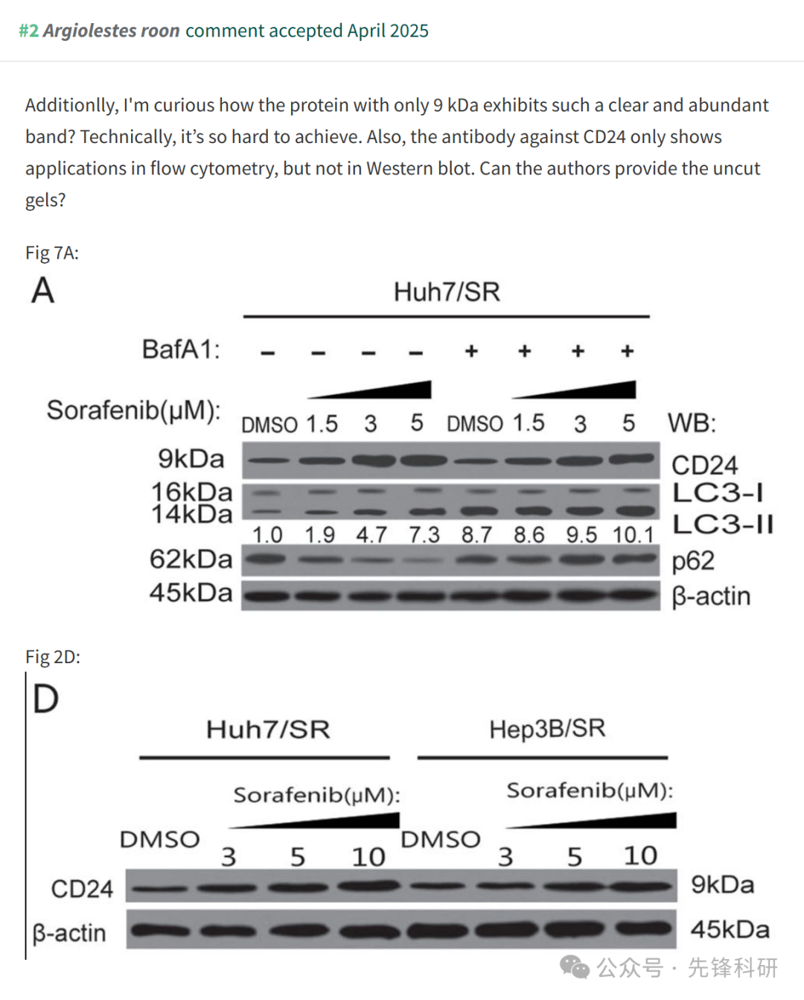 #2 Argiolestes roon comment accepted April 2025
Additionlly, I'm curious how the protein with only 9 kDa exhibits such a clear and abundant
band? Technically, it’s so hard to achieve. Also, the antibody against CD24 only shows
applications in flow cytometry, but not in Western blot. Can the authors provide the uncut
gels?
Fig 7A:
A
Huh7/SR
BafA1: − − − − + + + +
Sorafenib(μM): DMSO 1.5 3 5 DMSO 1.5 3 5 WB:
9kDa CD24
16kDa LC3-I
14kDa LC3-II
1.0 1.9 4.7 7.3 8.7 8.6 9.5 10.1
62kDa p62
45kDa β-actin
Fig 2D:
D
Huh7/SR Hep3B/SR
Sorafenib(μM): Sorafenib(μM):
DMSO 3 5 10 DMSO 3 5 10
CD24 9kDa
β-actin 45kDa
公众号 · 先锋科研